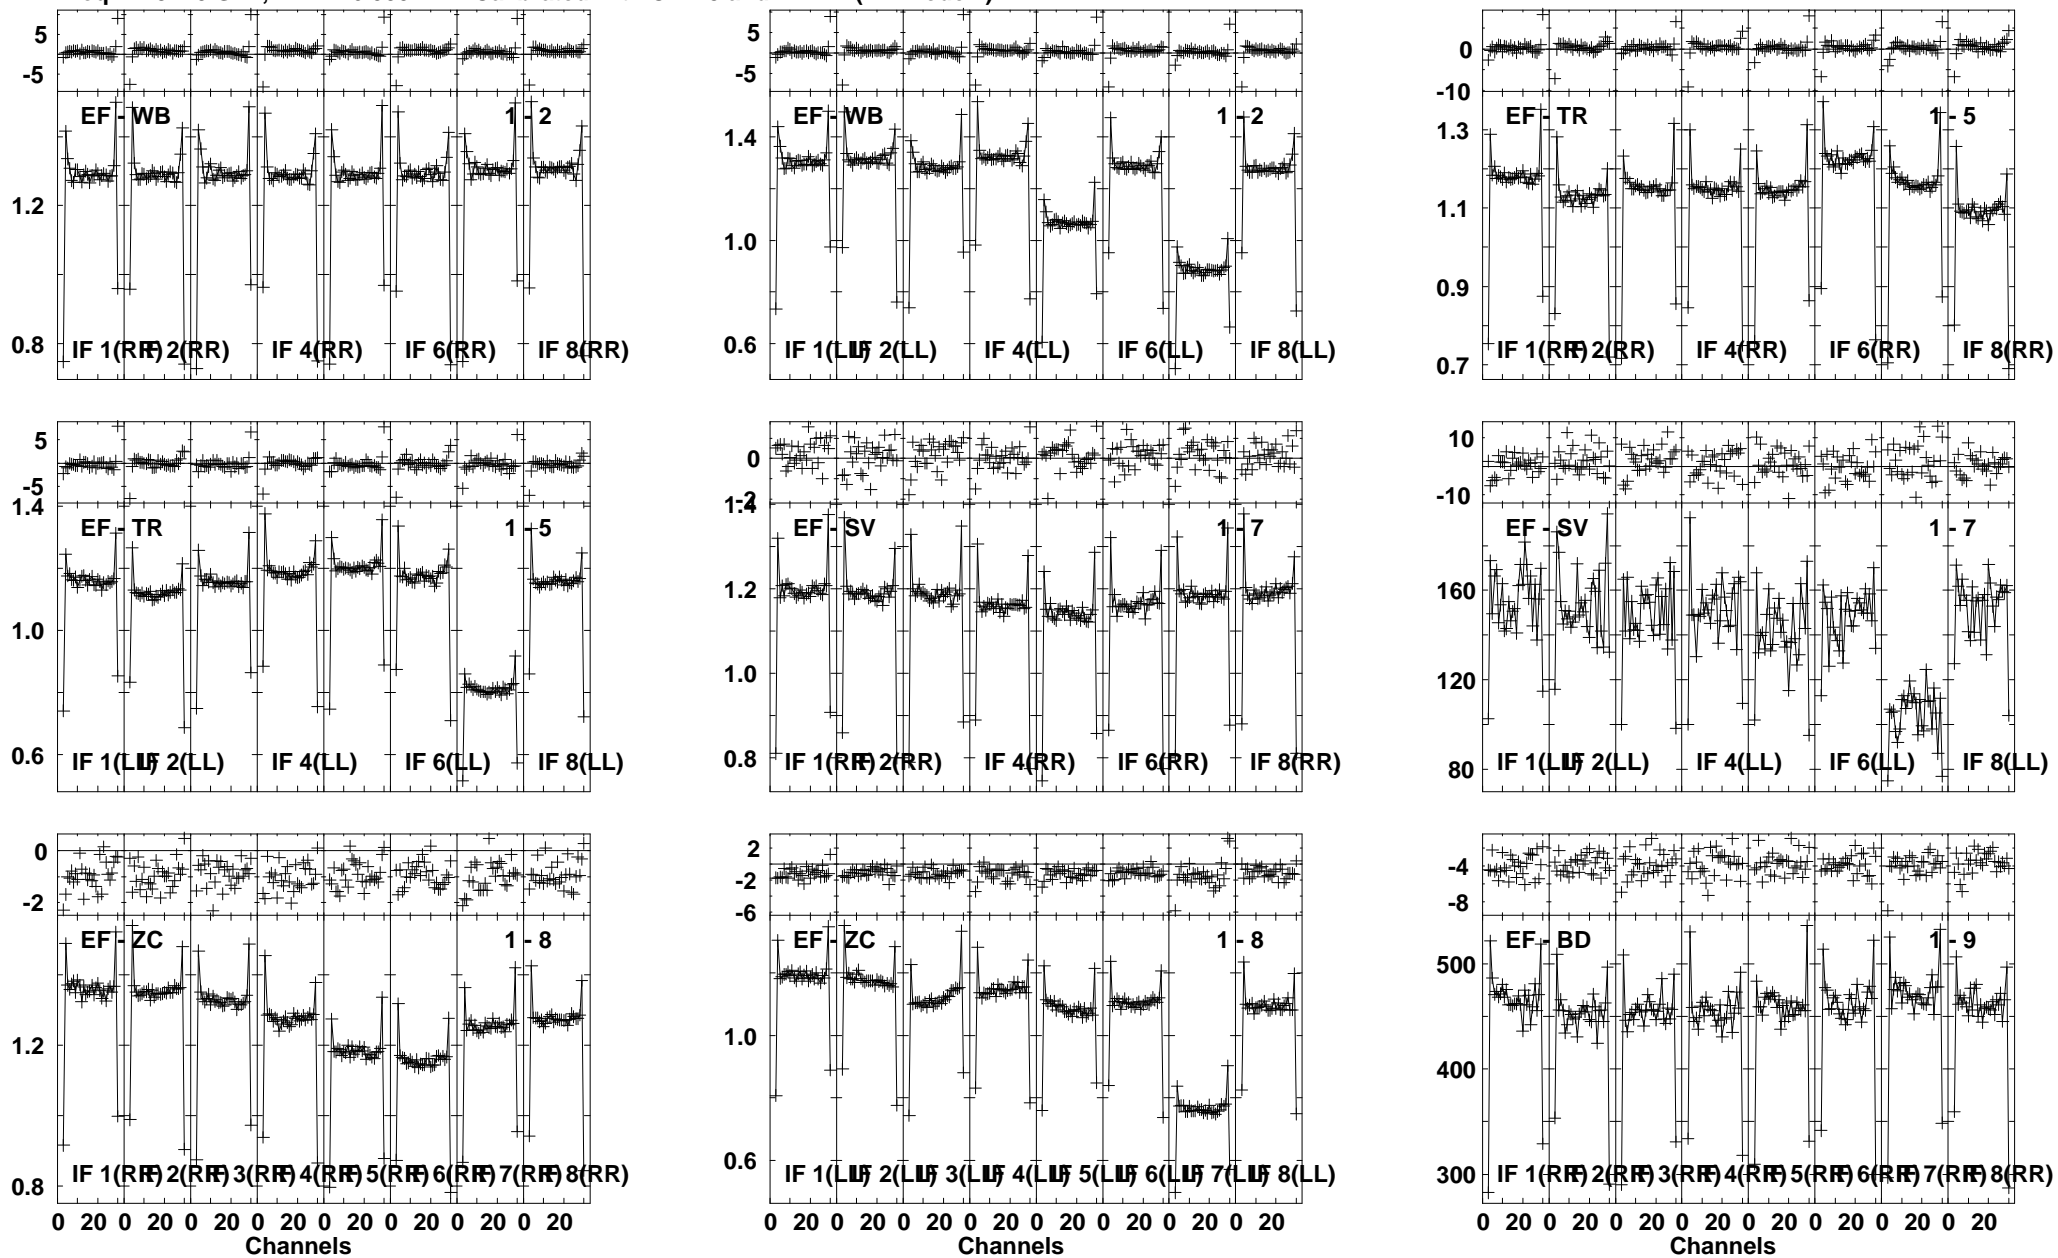 5
-5
EF - WB 1 - 2
1.2
0.8
IF 1(RR) IF 2(RR) IF 4(RR) IF 6(RR) IF 8(RR)
5
-5
EF - WB 1 - 2
1.4
1.0
0.6
IF 1(LL) IF 2(LL) IF 4(LL) IF 6(LL) IF 8(LL)
0
-10
EF - TR 1 - 5
1.3
1.1
0.9
0.7
IF 1(RR) IF 2(RR) IF 4(RR) IF 6(RR) IF 8(RR)
5
-5
1.4
EF - TR 1 - 5
1.0
0.6
IF 1(LL) IF 2(LL) IF 4(LL) IF 6(LL) IF 8(LL)
0
-2
1.4
EF - SV 1 - 7
1.2
1.0
0.8
IF 1(RR) IF 2(RR) IF 4(RR) IF 6(RR) IF 8(RR)
10
-10
EF - SV 1 - 7
160
120
80
IF 1(LL) IF 2(LL) IF 4(LL) IF 6(LL) IF 8(LL)
0
-2
EF - ZC 1 - 8
1.2
0.8
IF 1(RR) IF 2(RR) IF 3(RR) IF 4(RR) IF 5(RR) IF 6(RR) IF 7(RR) IF 8(RR)
0 20 0 20 0 20 0 20 0 20 0 20 0 20 0 20
Channels
2
-2
-6
EF - ZC 1 - 8
1.0
0.6
IF 1(LL) IF 2(LL) IF 3(LL) IF 4(LL) IF 5(LL) IF 6(LL) IF 7(LL) IF 8(LL)
0 20 0 20 0 20 0 20 0 20 0 20 0 20 0 20
Channels
-4
-8
EF - BD 1 - 9
500
400
300
IF 1(RR) IF 2(RR) IF 3(RR) IF 4(RR) IF 5(RR) IF 6(RR) IF 7(RR) IF 8(RR)
0 20 0 20 0 20 0 20 0 20 0 20 0 20 0 20
Channels